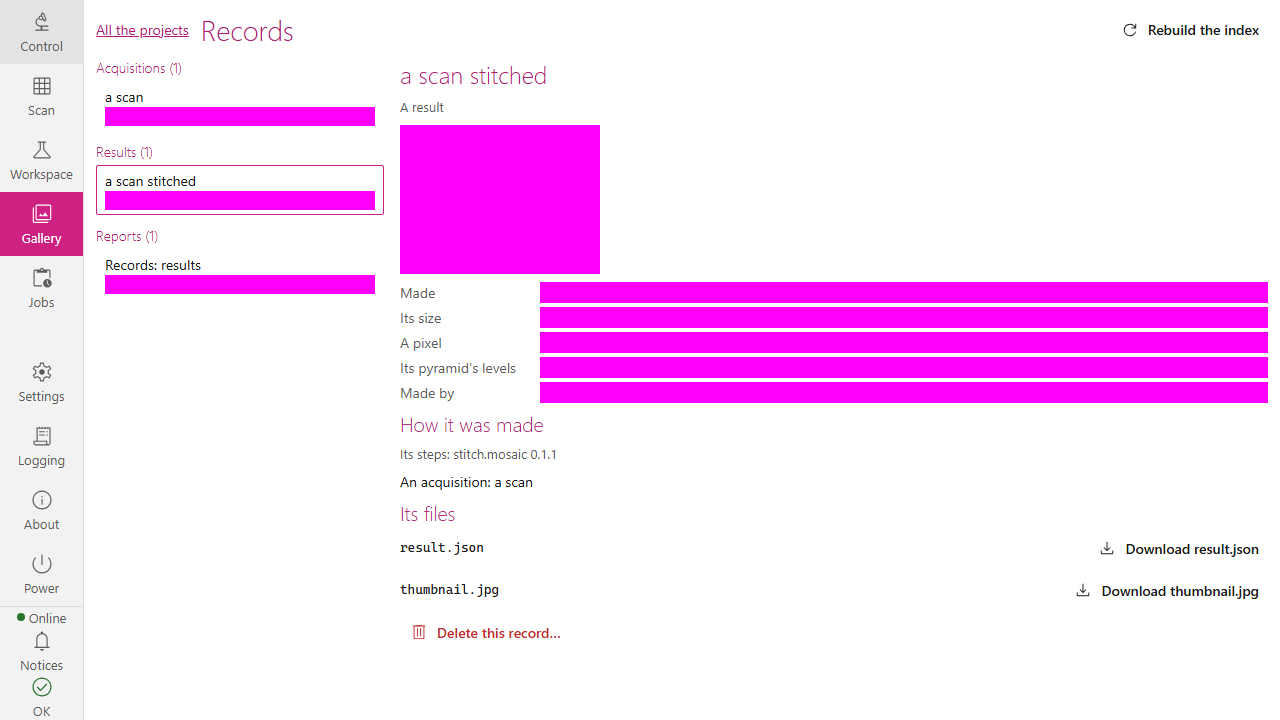 Control
Scan
Workspace
Gallery
Jobs
Settings
Logging
About
Power
Online
Notices
OK
All the projects
Records
Rebuild the index
Acquisitions (1)
a scan
Results (1)
a scan stitched
Reports (1)
Records: results
a scan stitched
A result
Made
Its size
A pixel
Its pyramid's levels
Made by
How it was made
Its steps: stitch.mosaic 0.1.1
An acquisition: a scan
Its files
result.json
Download result.json
thumbnail.jpg
Download thumbnail.jpg
Delete this record...